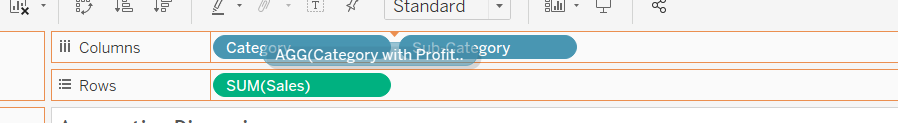 Standard
Columns
Category
Sub-Category
AGG(Category with Profit..
Rows
SUM(Sales)